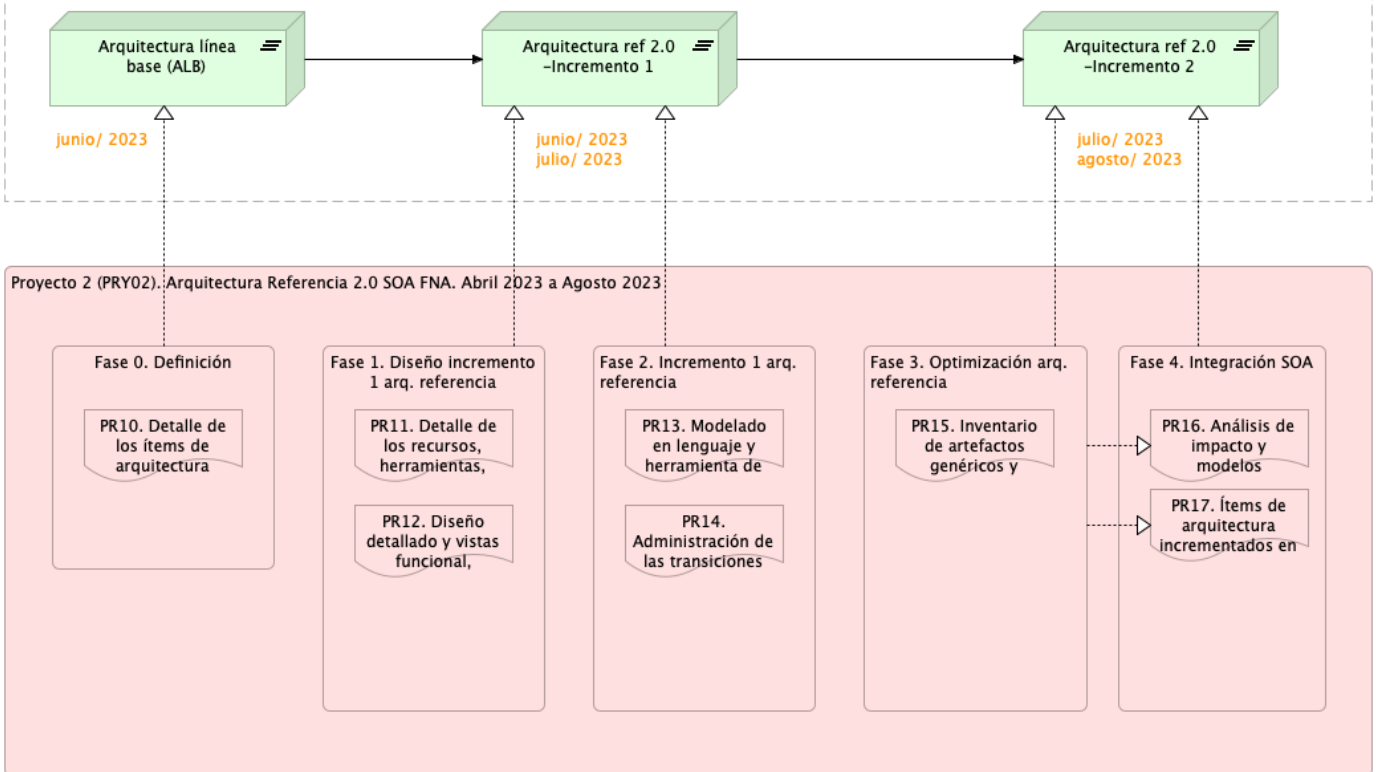 Arquitectura línea
base (ALB)
Arquitectura ref 2.0
-Incremento 1
Arquitectura ref 2.0
-Incremento 2
junio/ 2023
junio/ 2023
julio/ 2023
julio/ 2023
agosto/ 2023
Proyecto 2 (PRY02). Arquitectura Referencia 2.0 SOA FNA. Abril 2023 a Agosto 2023
Fase 0. Definición
PR10. Detalle de
los ítems de
arquitectura
Fase 1. Diseño incremento
1 arq. referencia
PR11. Detalle de
los recursos,
herramientas,
PR12. Diseño
detallado y vistas
funcional,
Fase 2. Incremento 1 arq.
referencia
PR13. Modelado
en lenguaje y
herramienta de
PR14.
Administración de
las transiciones
Fase 3. Optimización arq.
referencia
PR15. Inventario
de artefactos
genéricos y
Fase 4. Integración SOA
PR16. Análisis de
impacto y
modelos
PR17. Ítems de
arquitectura
incrementados en